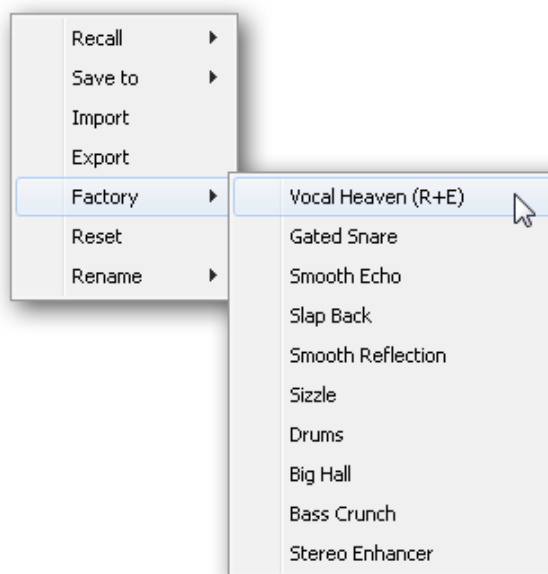 Recall
Save to
Import
Export
Factory
Reset
Rename
Vocal Heaven (R+E)
Gated Snare
Smooth Echo
Slap Back
Smooth Reflection
Sizzle
Drums
Big Hall
Bass Crunch
Stereo Enhancer